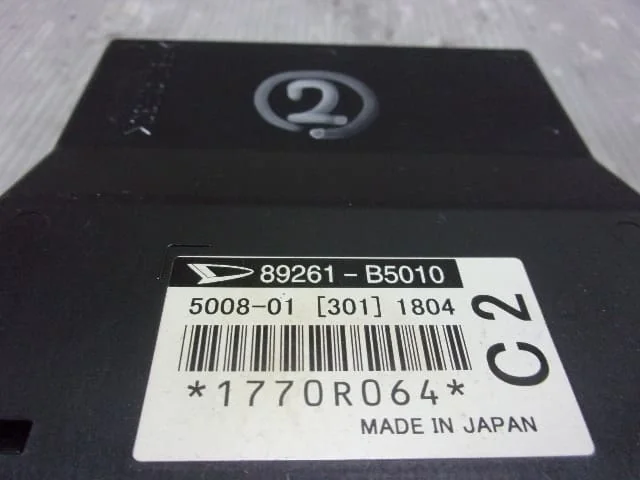 2
89261-B5010
5008-01 [301] 1804
C2
*1770R064*
MADE IN JAPAN